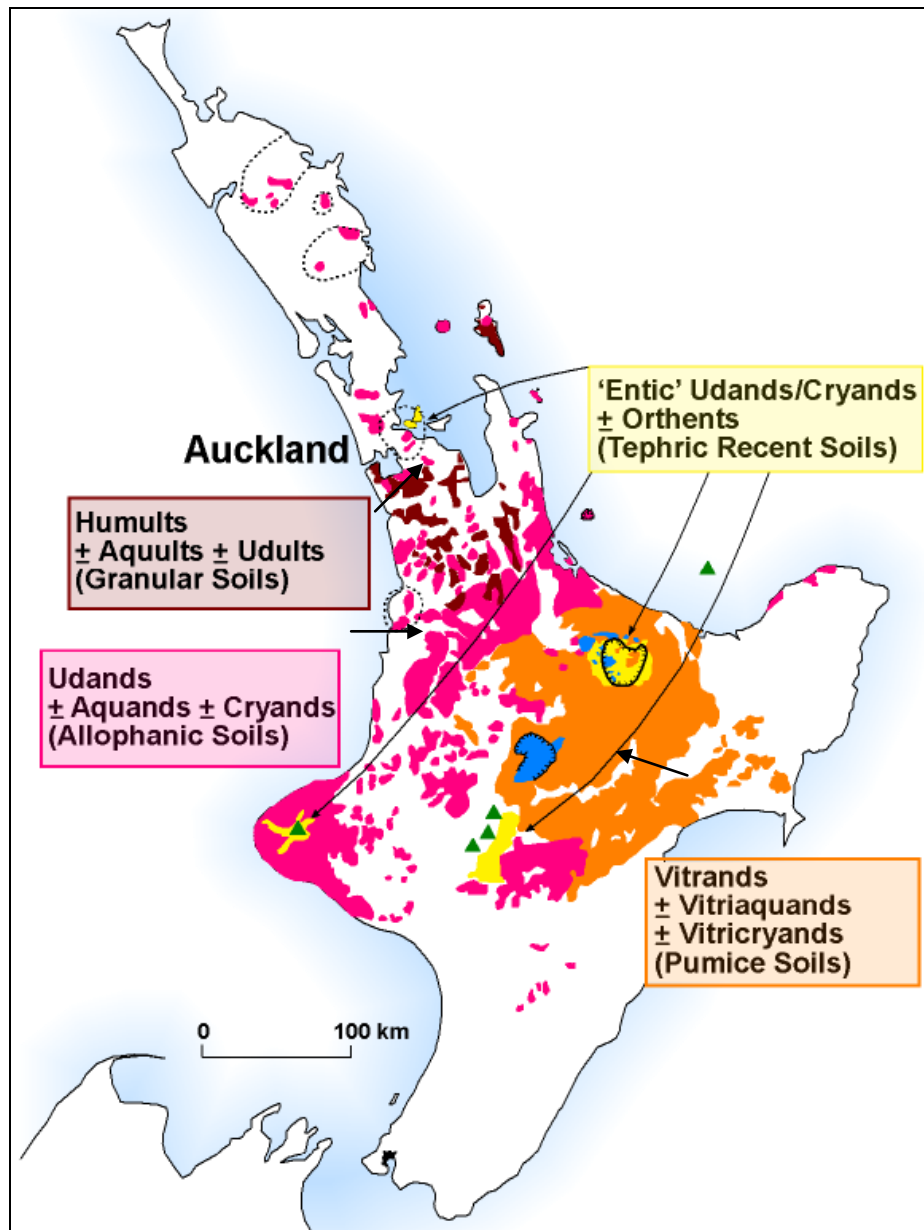 ‘Entic’ Udands/Cryands
± Orthents
(Tephric Recent Soils)
Auckland
Humults
± Aquults ± Udults
(Granular Soils)
Udands
± Aquands ± Cryands
(Allophanic Soils)
Vitrands
± Vitriaquands
± Vitricryands
(Pumice Soils)
0 100 km